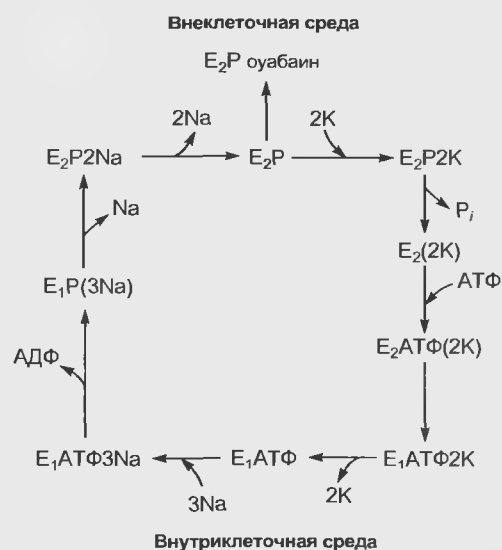 Внеклеточная среда
E₂P оуабаин
2Na 2K
E₂P2Na E₂P E₂P2K
Na Pᵢ
E₂(2K)
E₁P(3Na) АТФ
E₂АТФ(2K)
АДФ
E₁АТФ3Na E₁АТФ E₁АТФ2K
3Na 2K
Внутриклеточная среда